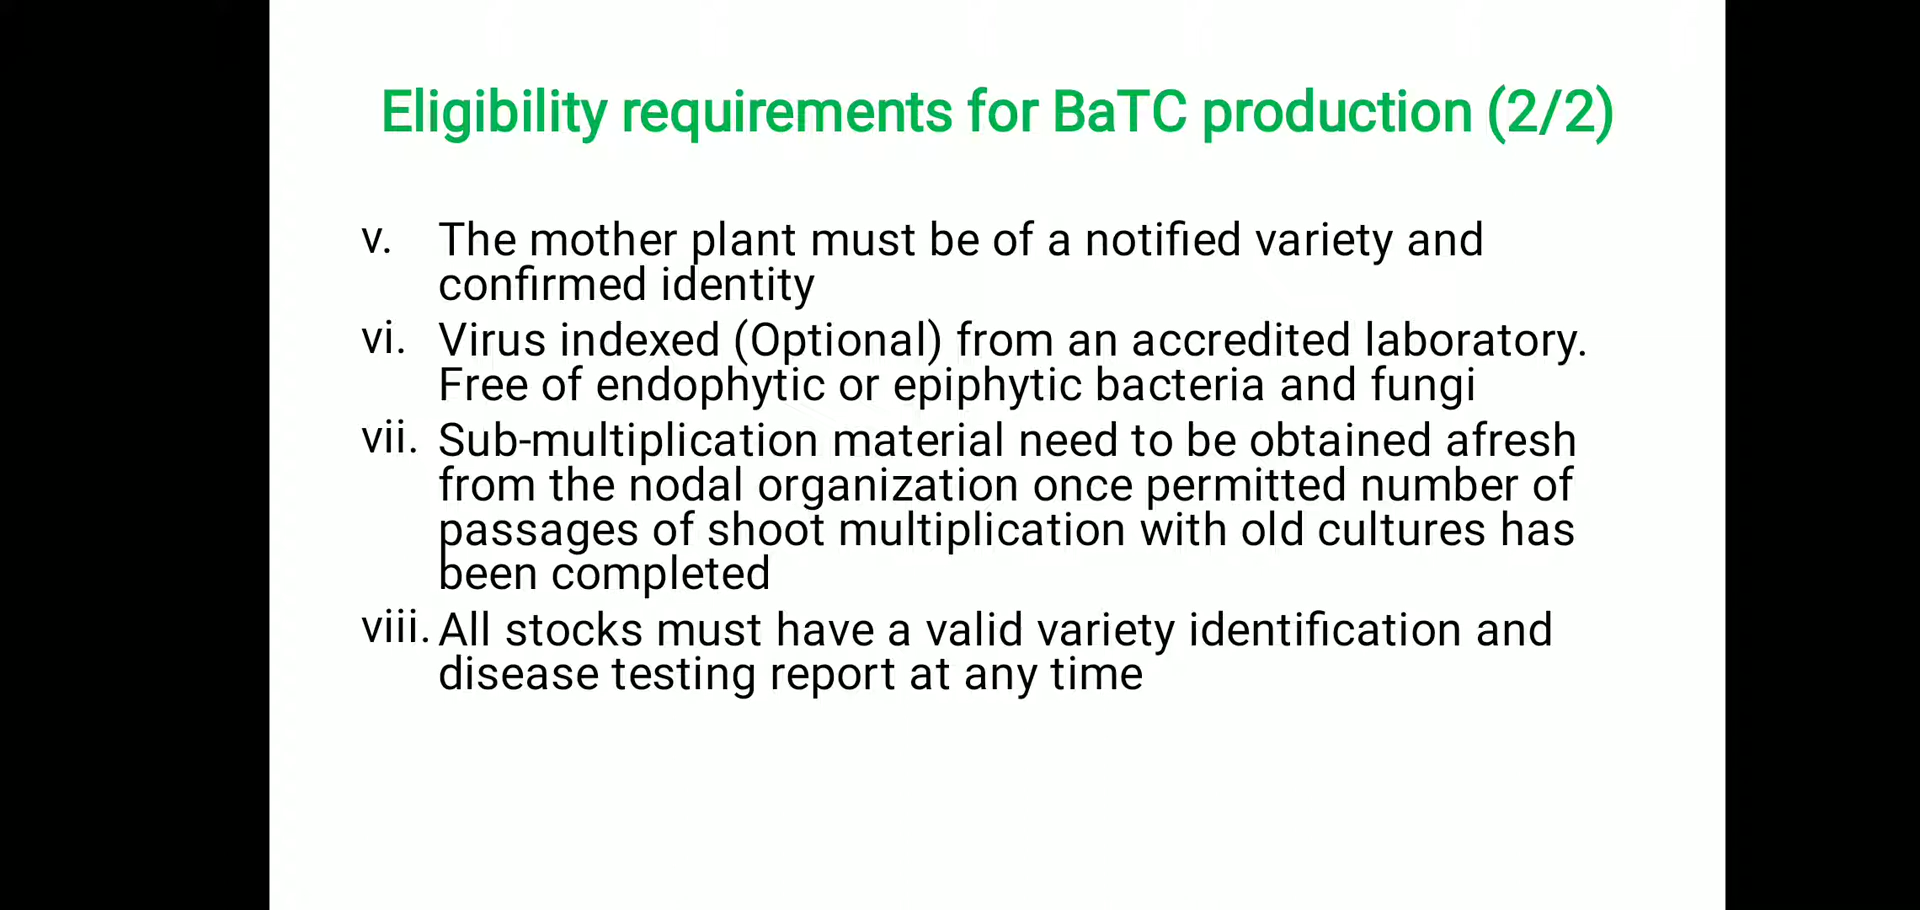 Eligibility requirements for BaTC production (2/2)
v. The mother plant must be of a notified variety and
confirmed identity
vi. Virus indexed (Optional) from an accredited laboratory.
Free of endophytic or epiphytic bacteria and fungi
vii. Sub-multiplication material need to be obtained afresh
from the nodal organization once permitted number of
passages of shoot multiplication with old cultures has
been completed
viii. All stocks must have a valid variety identification and
disease testing report at any time